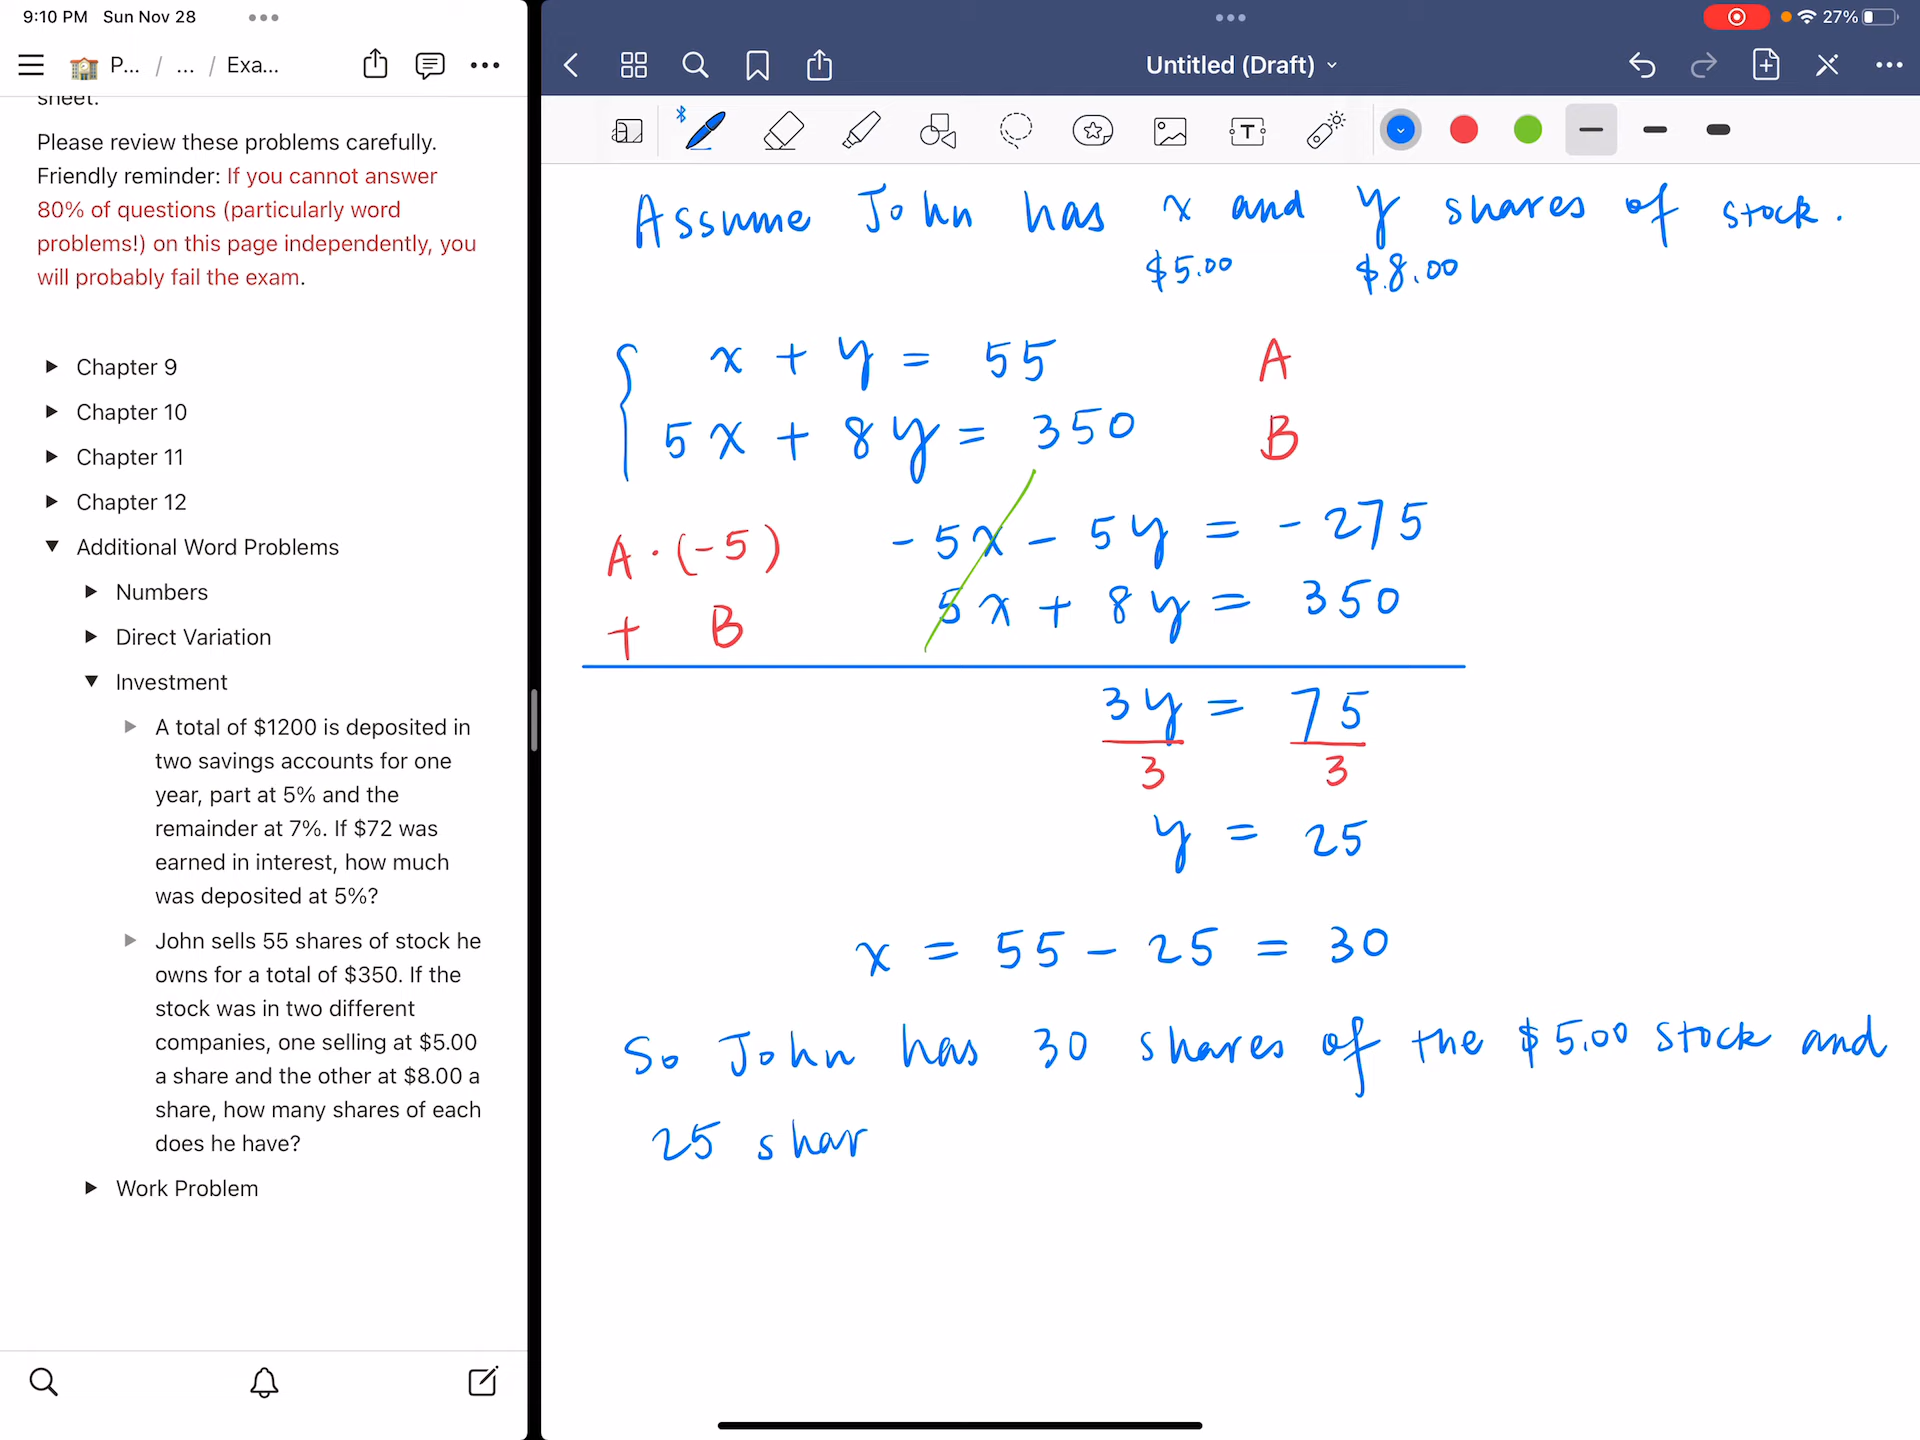 9:10 PM Sun Nov 28
27%
P... / ... / Exa...
Untitled (Draft)
sheet.
Please review these problems carefully.
Friendly reminder: If you cannot answer
80% of questions (particularly word
problems!) on this page independently, you
will probably fail the exam.
Chapter 9
Chapter 10
Chapter 11
Chapter 12
Additional Word Problems
Numbers
Direct Variation
Investment
A total of $1200 is deposited in
two savings accounts for one
year, part at 5% and the
remainder at 7%. If $72 was
earned in interest, how much
was deposited at 5%?
John sells 55 shares of stock he
owns for a total of $350. If the
stock was in two different
companies, one selling at $5.00
a share and the other at $8.00 a
share, how many shares of each
does he have?
Work Problem
Assume John has x and y shares of stock.
$5.00 $8.00
x + y = 55 A
5x + 8y = 350 B
A · (-5) -5x - 5y = -275
+ B 5x + 8y = 350
3y = 75
3 3
y = 25
x = 55 - 25 = 30
So John has 30 shares of the $5.00 stock and
25 shar